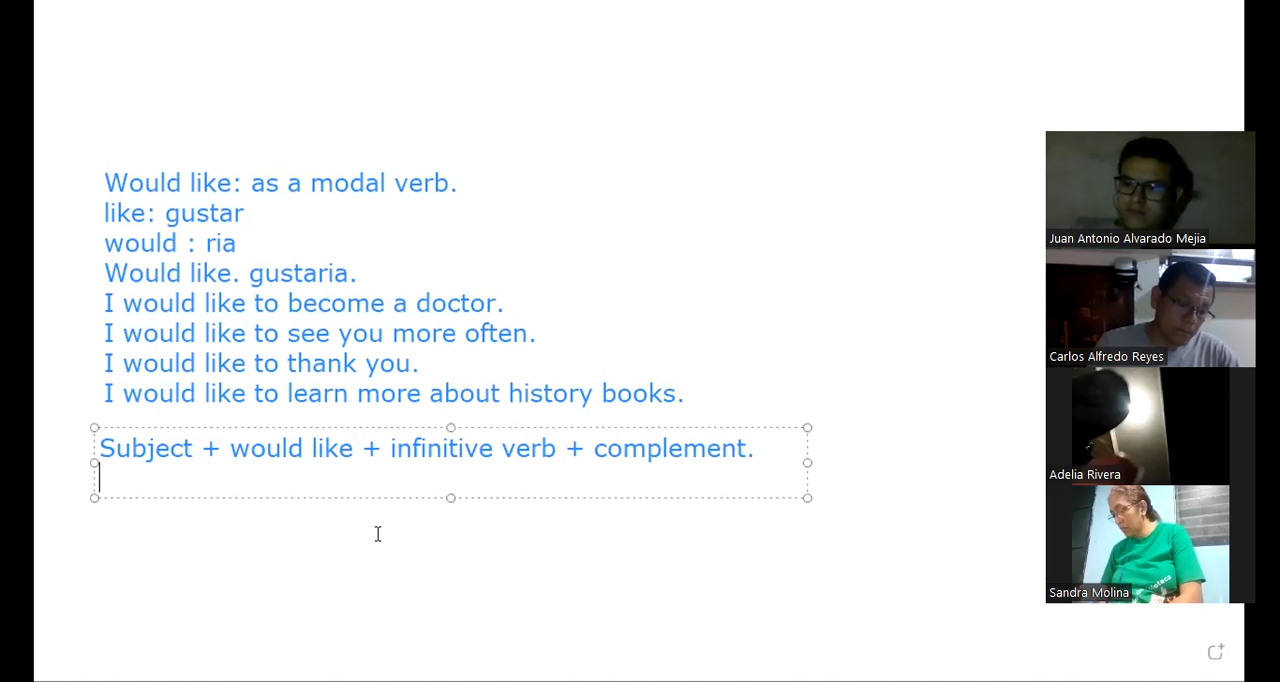 Would like: as a modal verb.
like: gustar
would : ria
Would like. gustaria.
I would like to become a doctor.
I would like to see you more often.
I would like to thank you.
I would like to learn more about history books.
Subject + would like + infinitive verb + complement.
Juan Antonio Alvarado Mejia
Carlos Alfredo Reyes
Adelia Rivera
Sandra Molina